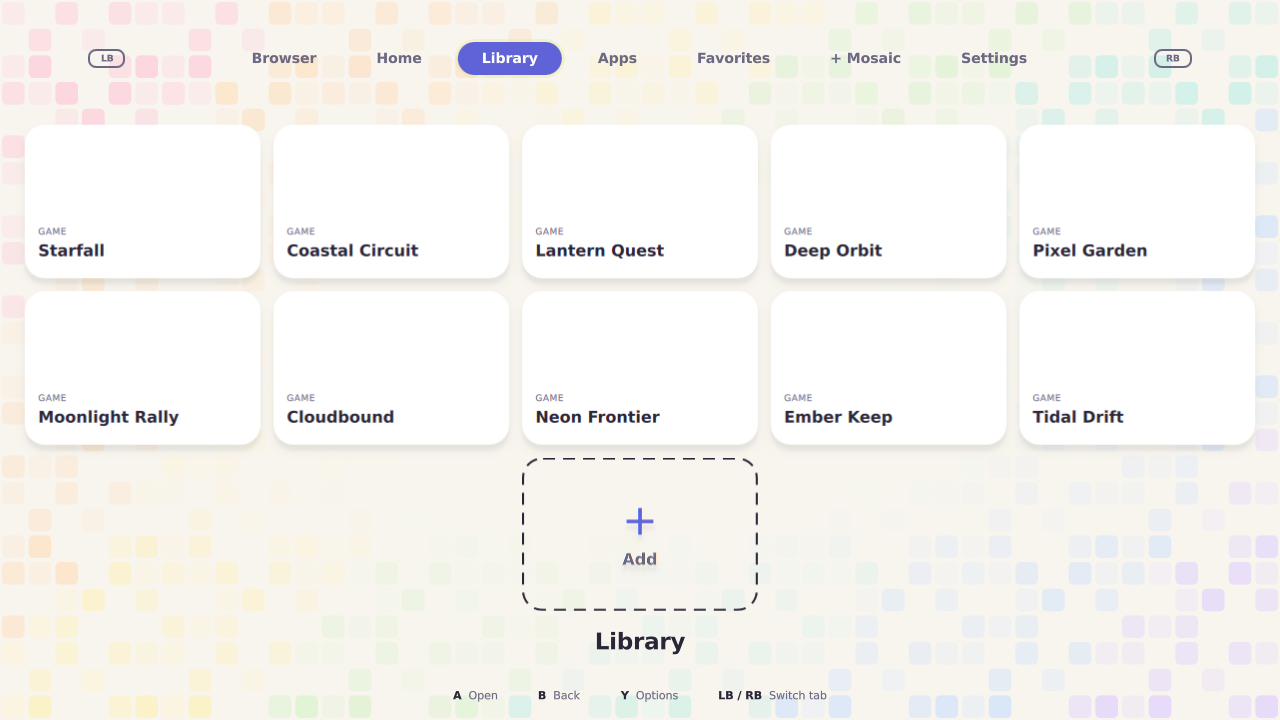 LB Browser Home Library Apps Favorites + Mosaic Settings RB
GAME GAME GAME GAME GAME
Starfall Coastal Circuit Lantern Quest Deep Orbit Pixel Garden
GAME GAME GAME GAME GAME
Moonlight Rally Cloudbound Neon Frontier Ember Keep Tidal Drift
+
Add
Library
A Open B Back Y Options LB / RB Switch tab